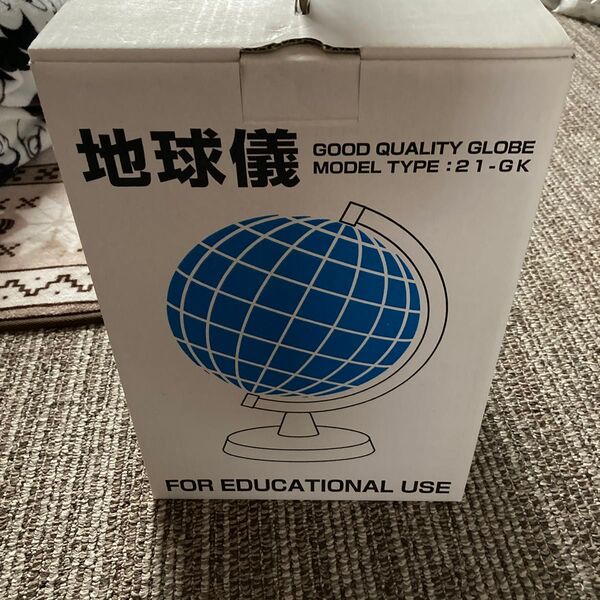 地球儀
GOOD QUALITY GLOBE
MODEL TYPE : 21-GK
FOR EDUCATIONAL USE